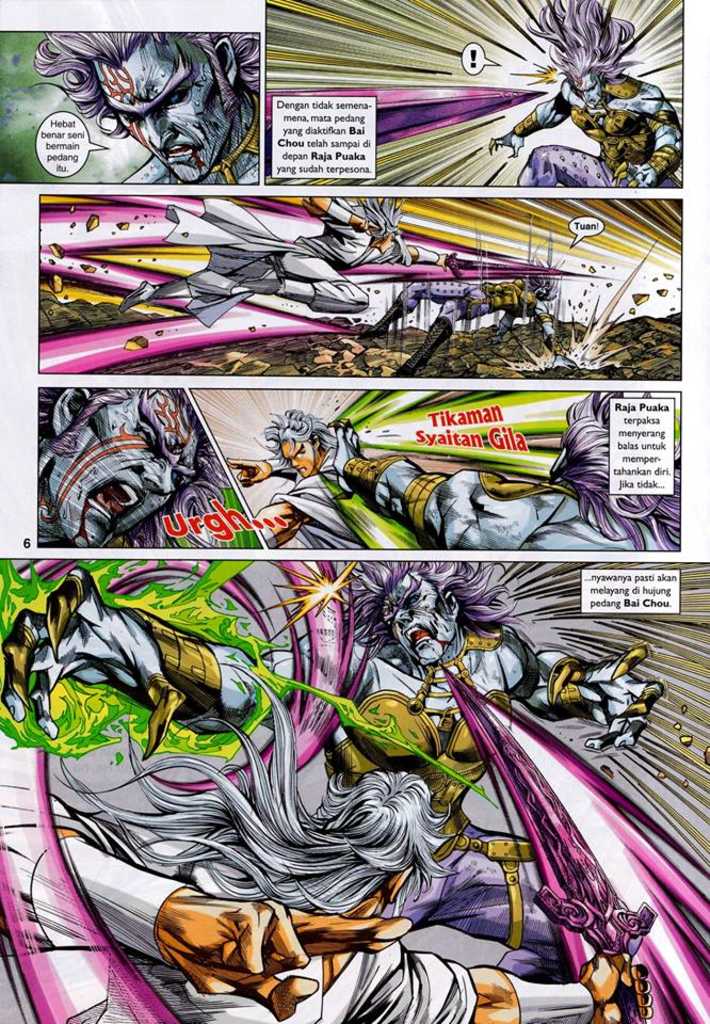 Hebat
benar seni
bermain
pedang
itu.
!
Dengan tidak semena-
mena, mata pedang
yang diaktifkan Bai
Chou telah sampai di
depan Raja Puaka
yang sudah terpesona.
Tuan!
Urgh...
Tikaman
Syaitan Gila
Raja Puaka
terpaksa
menyerang
balas untuk
memper-
tahankan diri.
Jika tidak...
6
...nyawanya pasti akan
melayang di hujung
pedang Bai Chou.